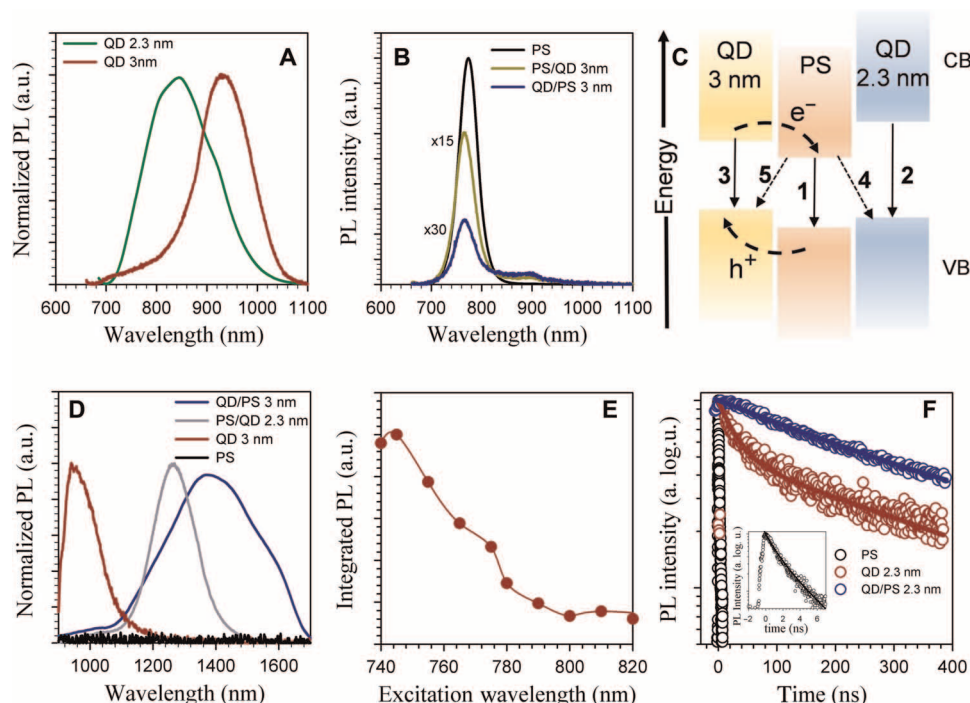 QD 2.3 nm
QD 3nm
A
Normalized PL (a.u.)
600 700 800 900 1000 1100
Wavelength (nm)
B
PS
PS/QD 3nm
QD/PS 3 nm
x15
x30
PL intensity (a.u.)
600 700 800 900 1000 1100
Wavelength (nm)
C
QD
3 nm
PS
QD
2.3 nm
CB
e⁻
Energy
3
5
1
4
2
h⁺
VB
D
QD/PS 3 nm
PS/QD 2.3 nm
QD 3 nm
PS
Normalized PL (a.u.)
1000 1200 1400 1600
Wavelength (nm)
E
Integrated PL (a.u.)
740 760 780 800 820
Excitation wavelength (nm)
F
PL intensity (a. log.u.)
PS
QD 2.3 nm
QD/PS 2.3 nm
PL Intensity (a. log. u.)
-2 0 2 4 6
time (ns)
0 100 200 300 400
Time (ns)